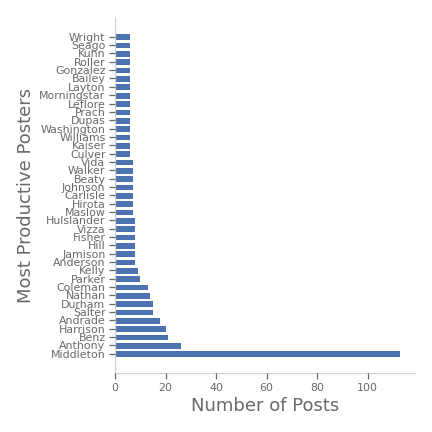 Most Productive Posters
Wright
Seago
Kuhn
Roller
Gonzalez
Bailey
Layton
Morningstar
Leflore
Prach
Dupas
Washington
Williams
Kaiser
Culver
Vida
Walker
Beaty
Johnson
Carlisle
Hirota
Maslow
Hulslander
Vizza
Fisher
Hill
Jamison
Anderson
Kelly
Parker
Coleman
Nathan
Durham
Salter
Andrade
Harrison
Benz
Anthony
Middleton
0 20 40 60 80 100
Number of Posts